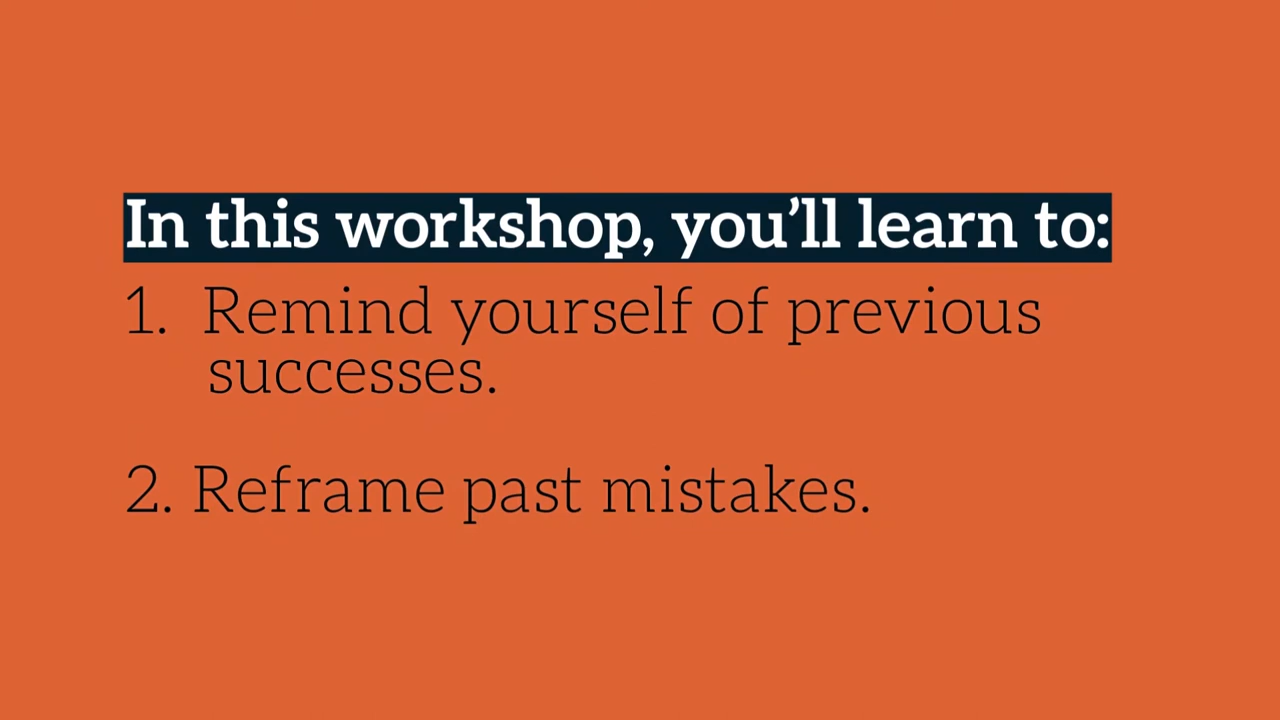 In this workshop, you’ll learn to:
1. Remind yourself of previous
successes.
2. Reframe past mistakes.